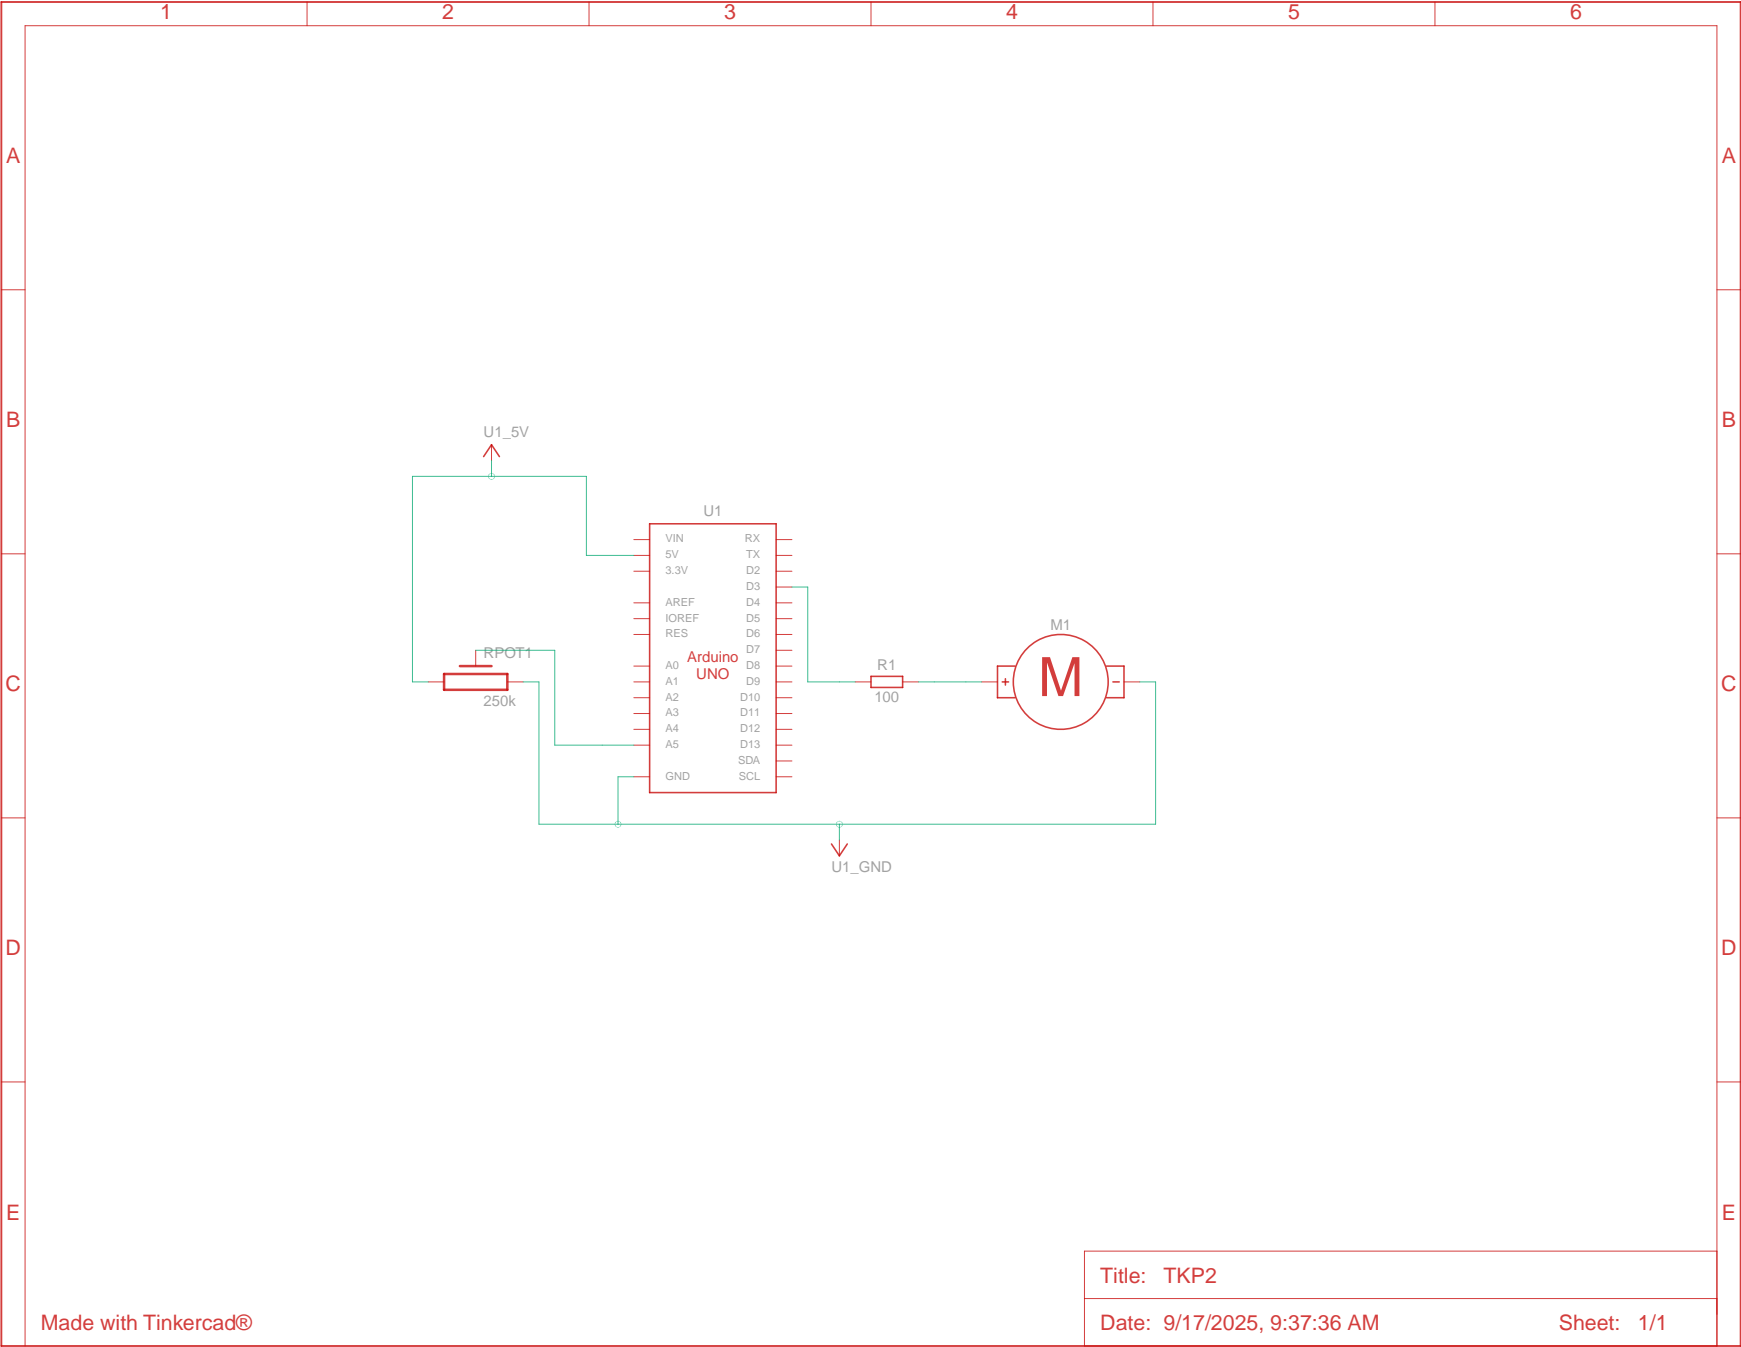 1 2 3 4 5 6
A A
B B
U1_5V
U1
VIN RX
5V TX
3.3V D2
D3
AREF D4
IOREF D5
RES D6
D7
A0 D8
A1 D9
A2 D10
A3 D11
A4 D12
A5 D13
SDA
GND SCL
Arduino
UNO
RPOT1
250k
R1
100
M1
+ M -
C C
U1_GND
D D
E E
Title: TKP2
Date: 9/17/2025, 9:37:36 AM Sheet: 1/1
Made with Tinkercad®